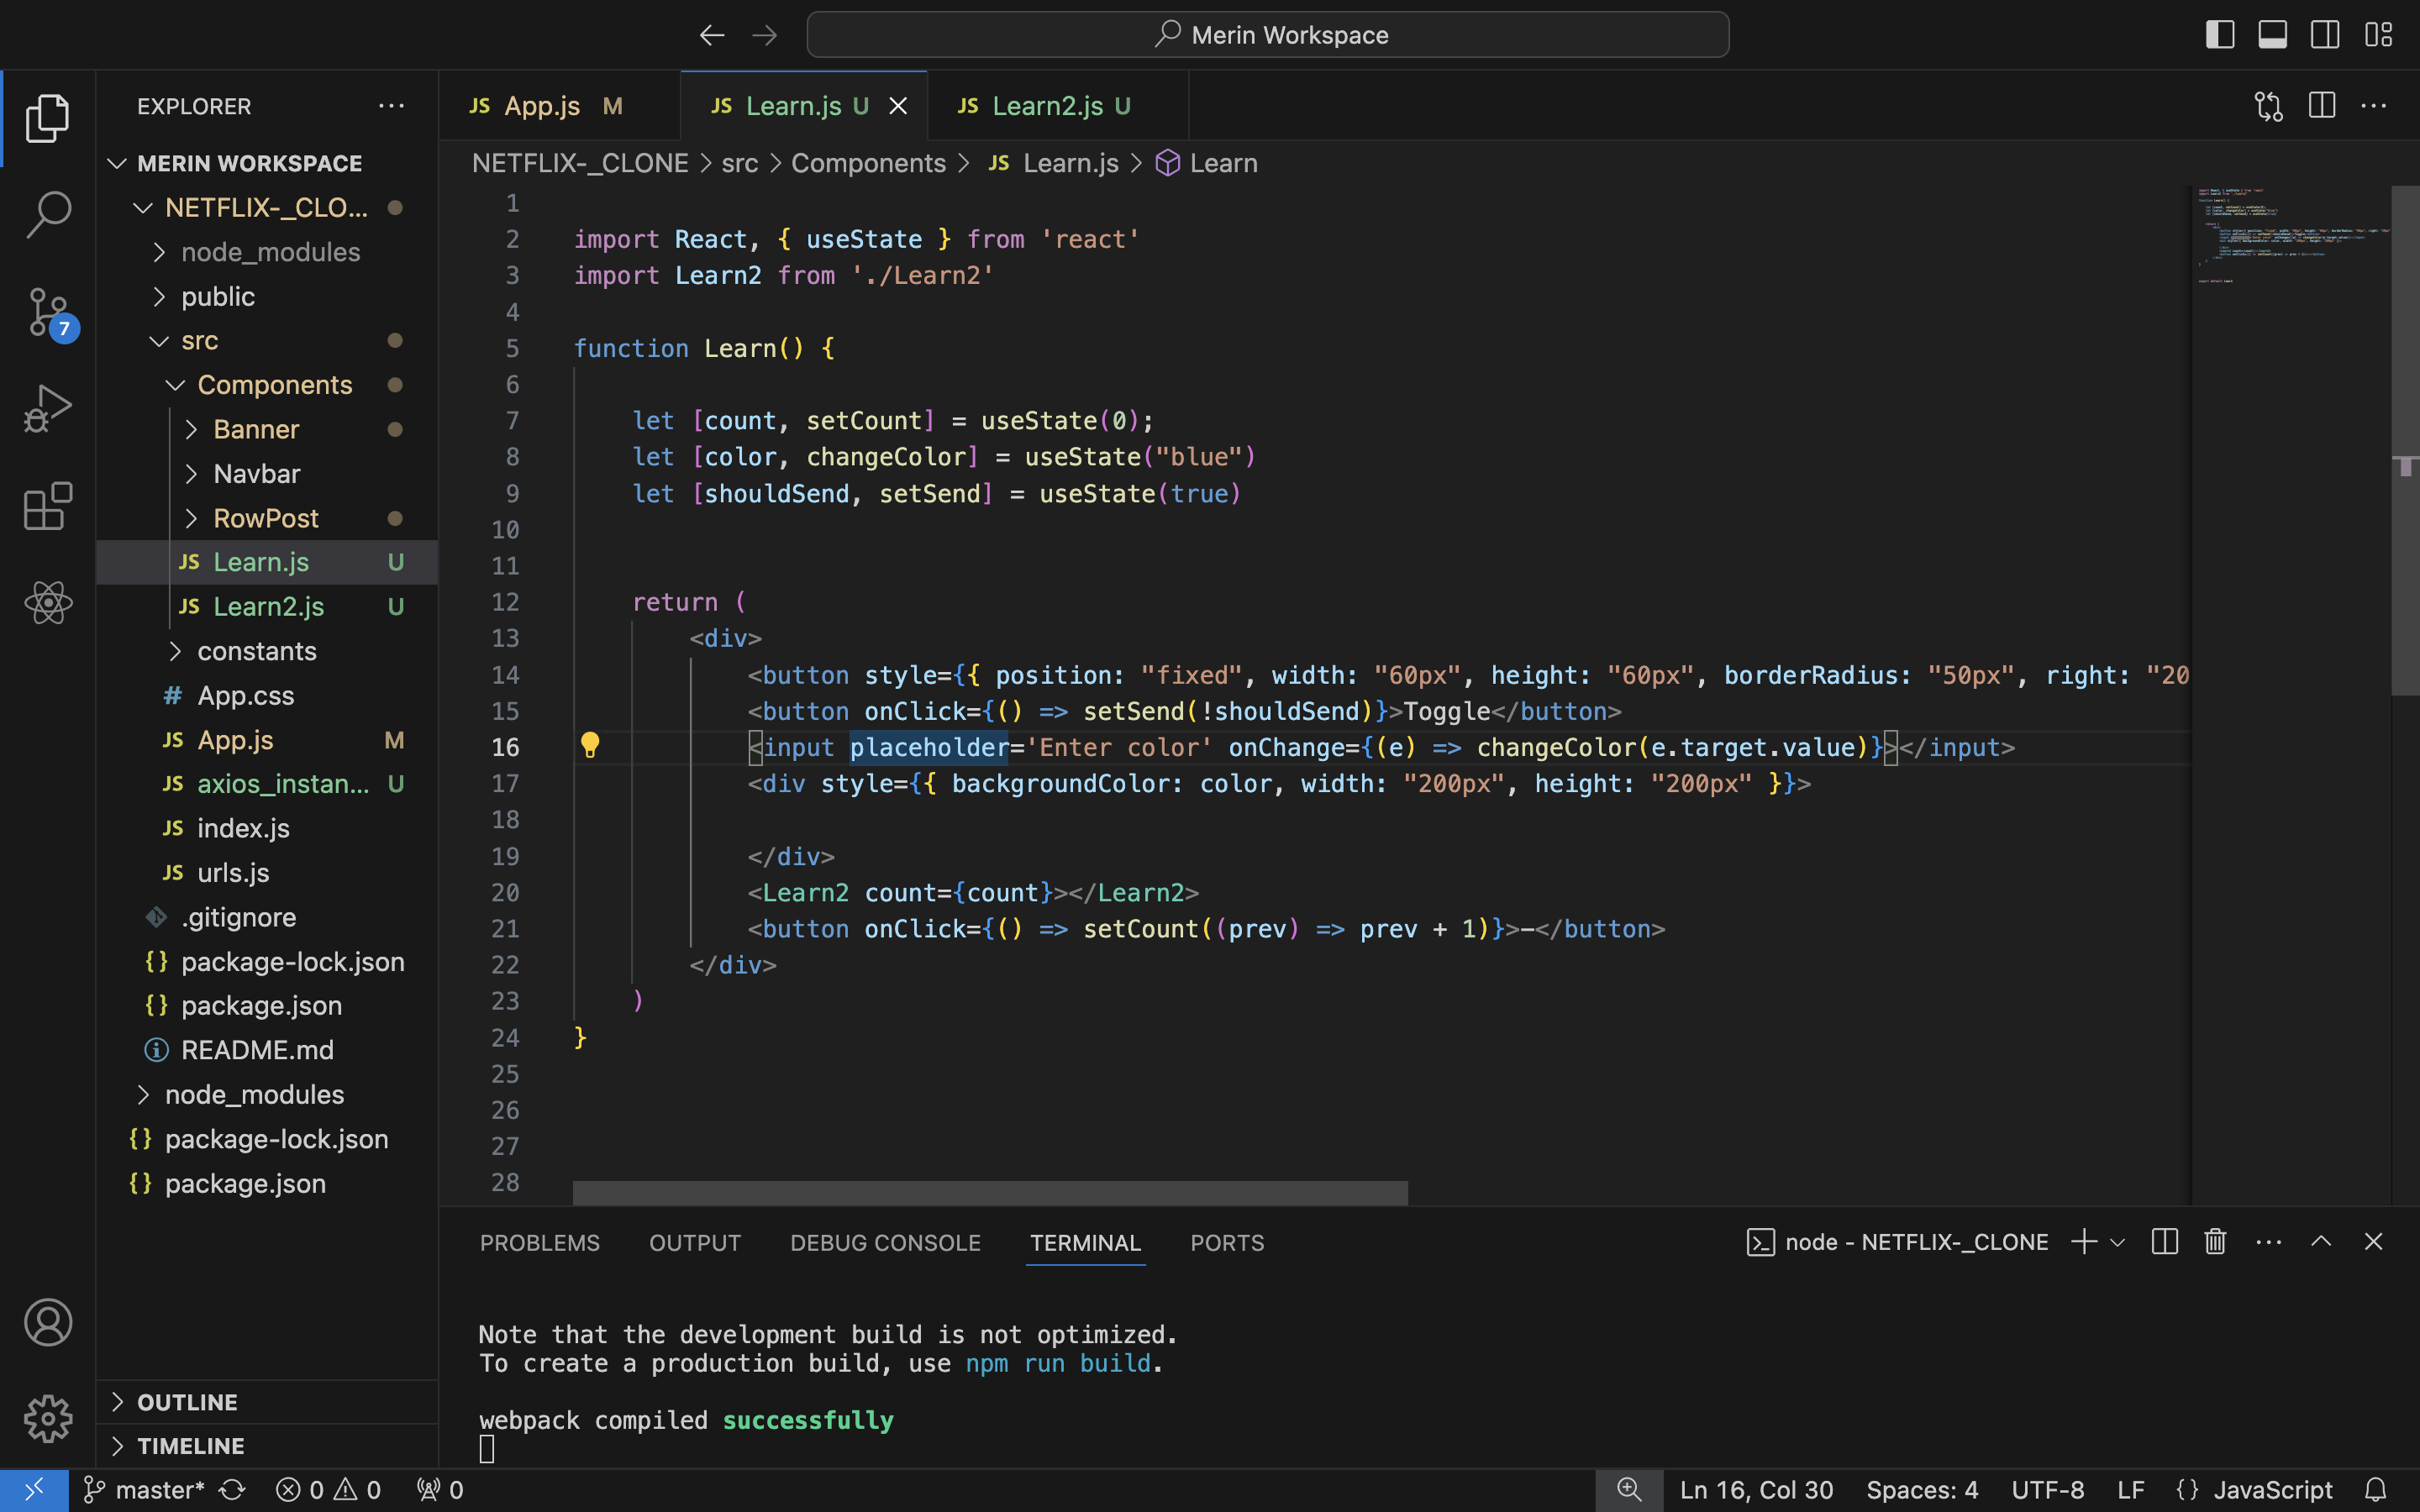 Merin Workspace
EXPLORER
MERIN WORKSPACE
NETFLIX-_CLO...
node_modules
public
src
Components
Banner
Navbar
RowPost
JS Learn.js U
JS Learn2.js U
constants
# App.css
JS App.js M
JS axios_instan... U
JS index.js
JS urls.js
.gitignore
{} package-lock.json
{} package.json
README.md
node_modules
{} package-lock.json
{} package.json
OUTLINE
TIMELINE
7
JS App.js M
JS Learn.js U
JS Learn2.js U
NETFLIX-_CLONE > src > Components > JS Learn.js > Learn
1
2 import React, { useState } from 'react'
3 import Learn2 from './Learn2'
4
5 function Learn() {
6
7 let [count, setCount] = useState(0);
8 let [color, changeColor] = useState("blue")
9 let [shouldSend, setSend] = useState(true)
10
11
12 return (
13 <div>
14 <button style={{ position: "fixed", width: "60px", height: "60px", borderRadius: "50px", right: "20
15 <button onClick={() => setSend(!shouldSend)}>Toggle</button>
16 <input placeholder='Enter color' onChange={(e) => changeColor(e.target.value)}></input>
17 <div style={{ backgroundColor: color, width: "200px", height: "200px" }}>
18
19 </div>
20 <Learn2 count={count}></Learn2>
21 <button onClick={() => setCount((prev) => prev + 1)}>-</button>
22 </div>
23 )
24 }
25
26
27
28
PROBLEMS OUTPUT DEBUG CONSOLE TERMINAL PORTS
node - NETFLIX-_CLONE
Note that the development build is not optimized.
To create a production build, use npm run build.
webpack compiled successfully
master* 0 0 0
Ln 16, Col 30 Spaces: 4 UTF-8 LF {} JavaScript